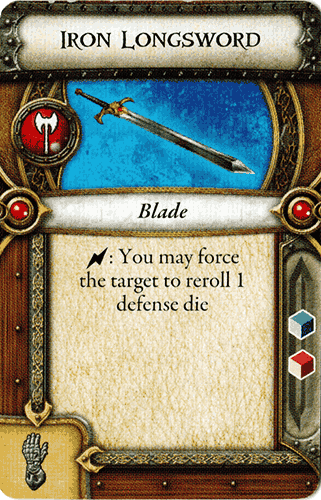 Iron Longsword
Blade
: You may force
the target to reroll 1
defense die